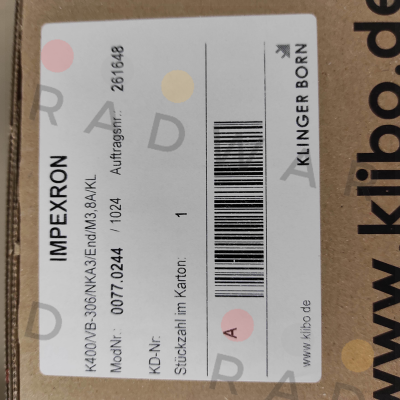 IMPEXRON
K400/VB-306/NKA3/End/M3,8A/KL
ModNr.: 0077.0244 / 1024 Auftragsnr.: 261648
KD-Nr.
Stückzahl im Karton: 1
A
www.klibo.de
KLINGER BORN
www.klibo.de
RADWAR
RAD
D